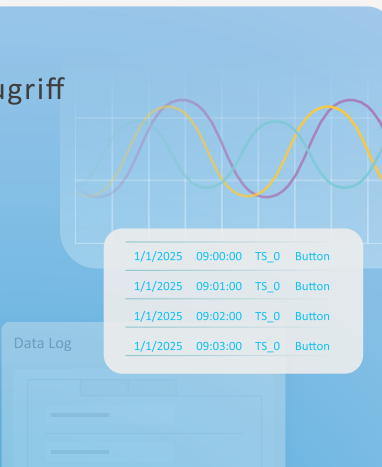 ugriff
1/1/2025 09:00:00 TS_0 Button
1/1/2025 09:01:00 TS_0 Button
1/1/2025 09:02:00 TS_0 Button
1/1/2025 09:03:00 TS_0 Button
Data Log